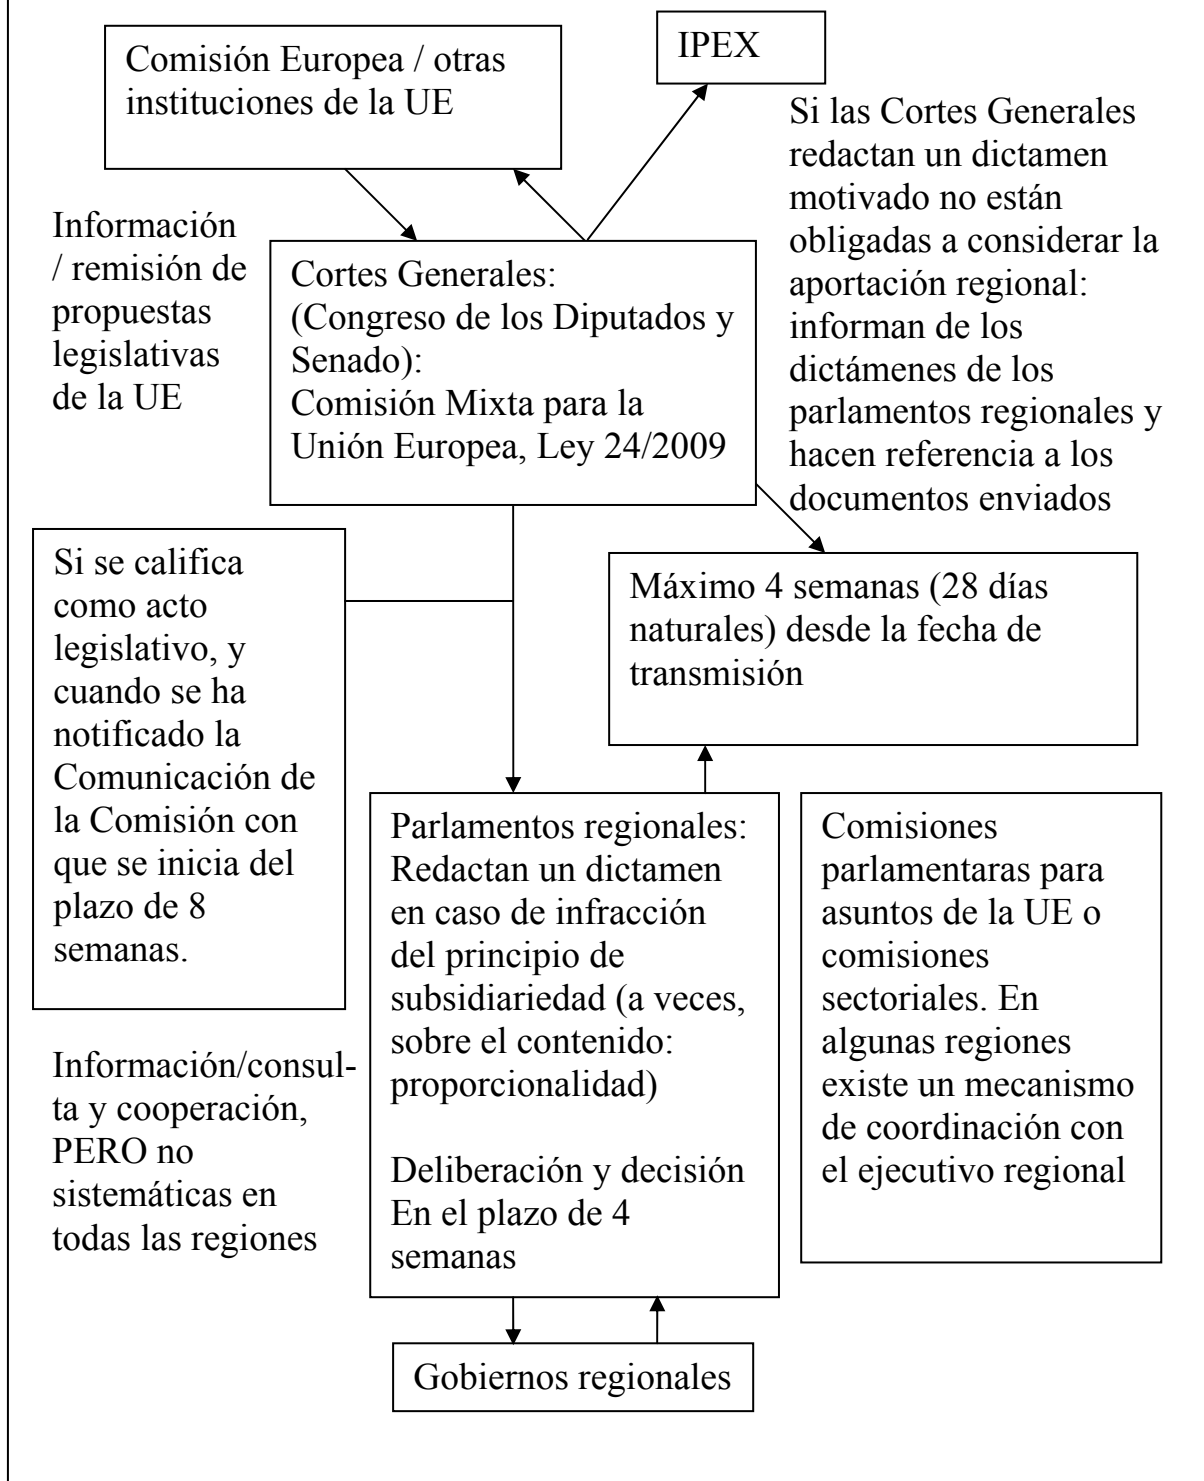 Comisión Europea / otras
instituciones de la UE
IPEX
Si las Cortes Generales
redactan un dictamen
motivado no están
obligadas a considerar la
aportación regional:
informan de los
dictámenes de los
parlamentos regionales y
hacen referencia a los
documentos enviados
Información
/ remisión de
propuestas
legislativas
de la UE
Cortes Generales:
(Congreso de los Diputados y
Senado):
Comisión Mixta para la
Unión Europea, Ley 24/2009
Si se califica
como acto
legislativo, y
cuando se ha
notificado la
Comunicación de
la Comisión con
que se inicia del
plazo de 8
semanas.
Máximo 4 semanas (28 días
naturales) desde la fecha de
transmisión
Parlamentos regionales:
Redactan un dictamen
en caso de infracción
del principio de
subsidiariedad (a veces,
sobre el contenido:
proporcionalidad)
Deliberación y decisión
En el plazo de 4
semanas
Comisiones
parlamentaras para
asuntos de la UE o
comisiones
sectoriales. En
algunas regiones
existe un mecanismo
de coordinación con
el ejecutivo regional
Información/consul-
ta y cooperación,
PERO no
sistemáticas en
todas las regiones
Gobiernos regionales